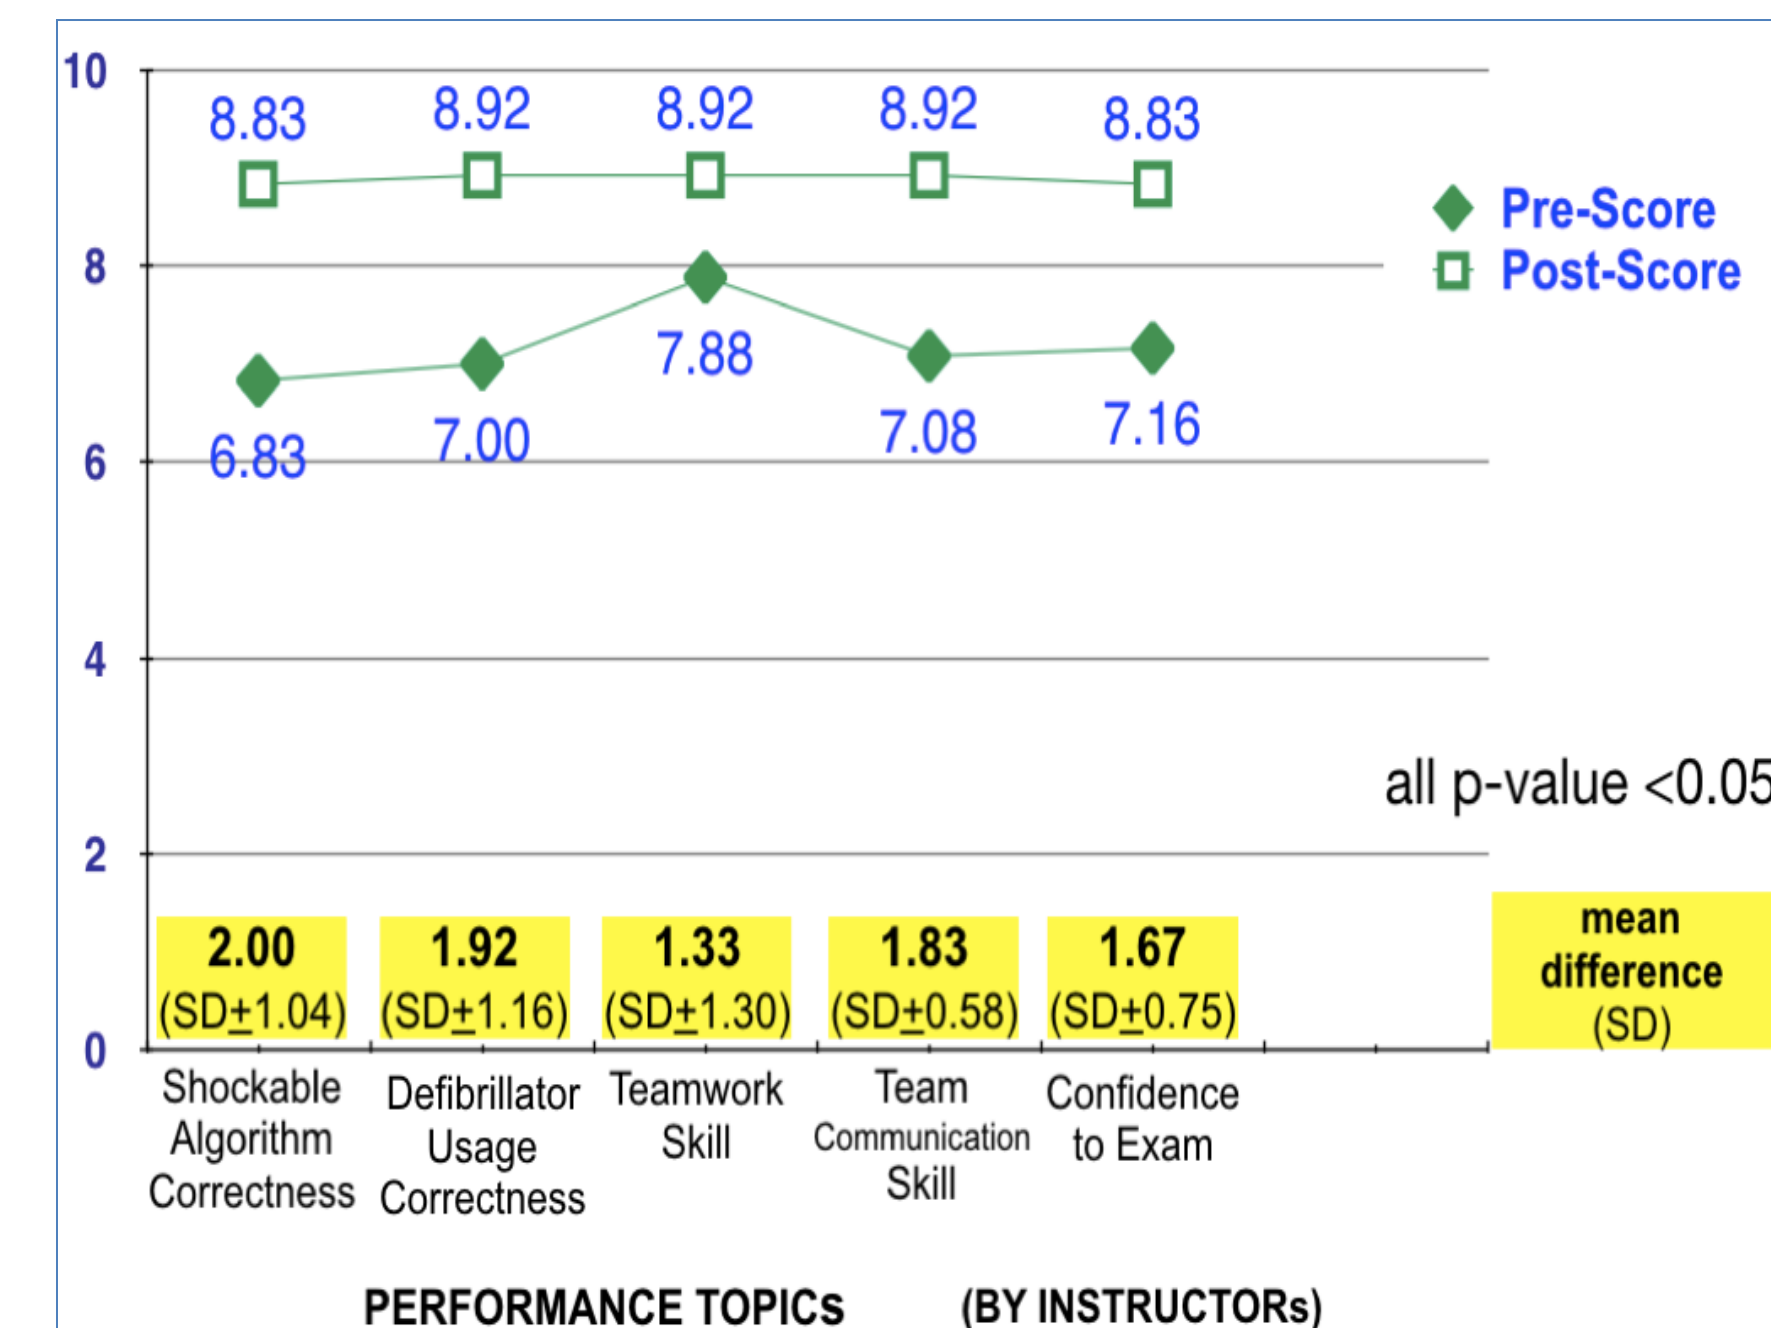 10
8.83 8.92 8.92 8.92 8.83
Pre-Score
8
Post-Score
7.88
6.83 7.00 7.08 7.16
6
4
all p-value <0.05
2
2.00 1.92 1.33 1.83 1.67
(SD±1.04) (SD±1.16) (SD±1.30) (SD±0.58) (SD±0.75)
mean
difference
(SD)
0
Shockable
Algorithm
Correctness
Defibrillator
Usage
Correctness
Teamwork
Skill
Team
Communication
Skill
Confidence
to Exam
PERFORMANCE TOPICs (BY INSTRUCTORs)